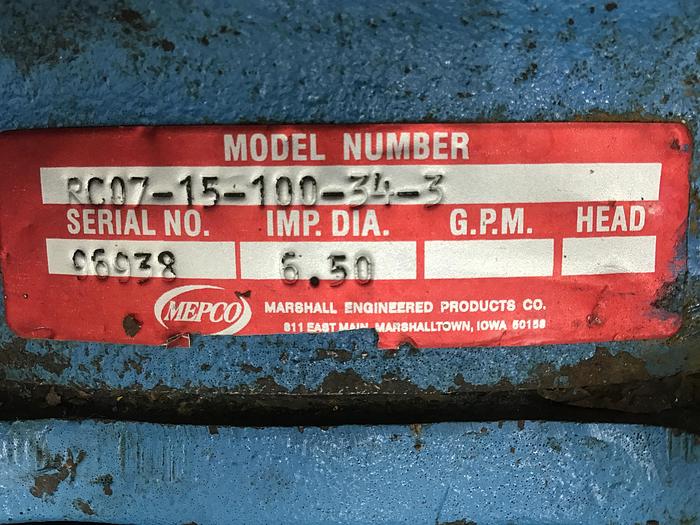 MODEL NUMBER
RC07-15-100-34-3
SERIAL NO. IMP. DIA. G.P.M. HEAD
96938 6.50
MEPCO MARSHALL ENGINEERED PRODUCTS CO.
811 EAST MAIN, MARSHALLTOWN, IOWA 50158